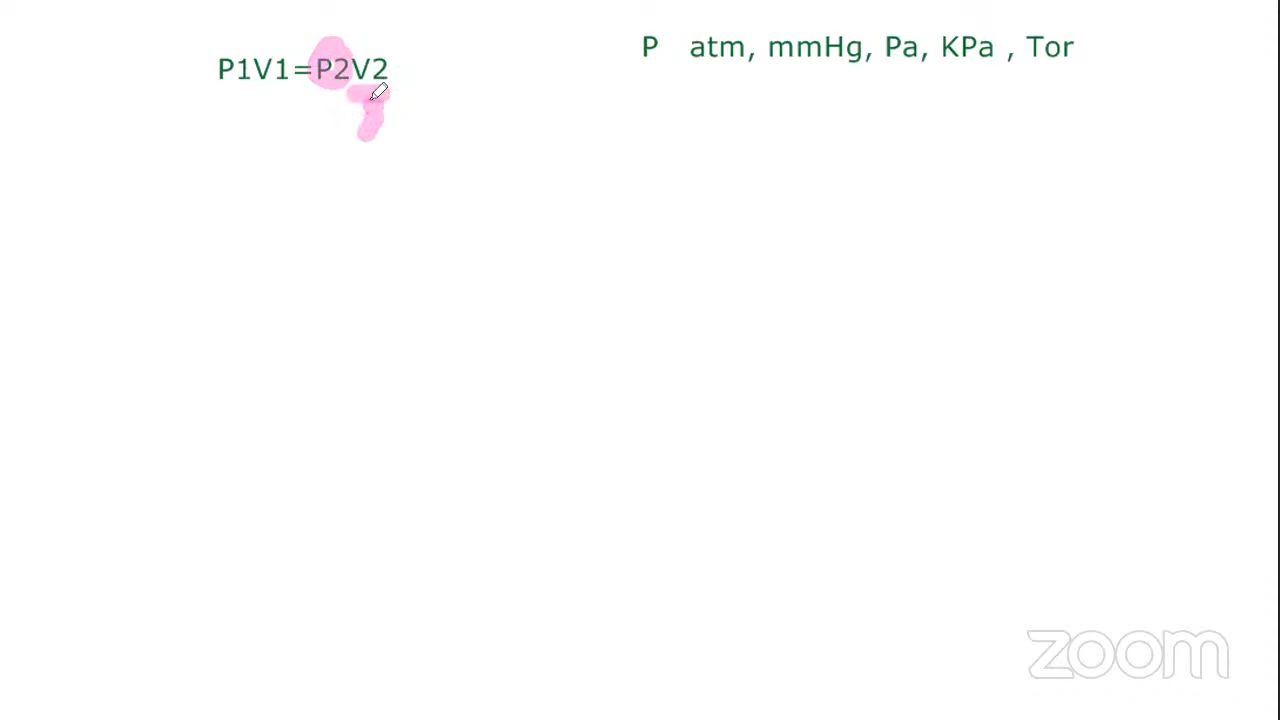 P1V1=P2V2
P atm, mmHg, Pa, KPa , Tor
zoom